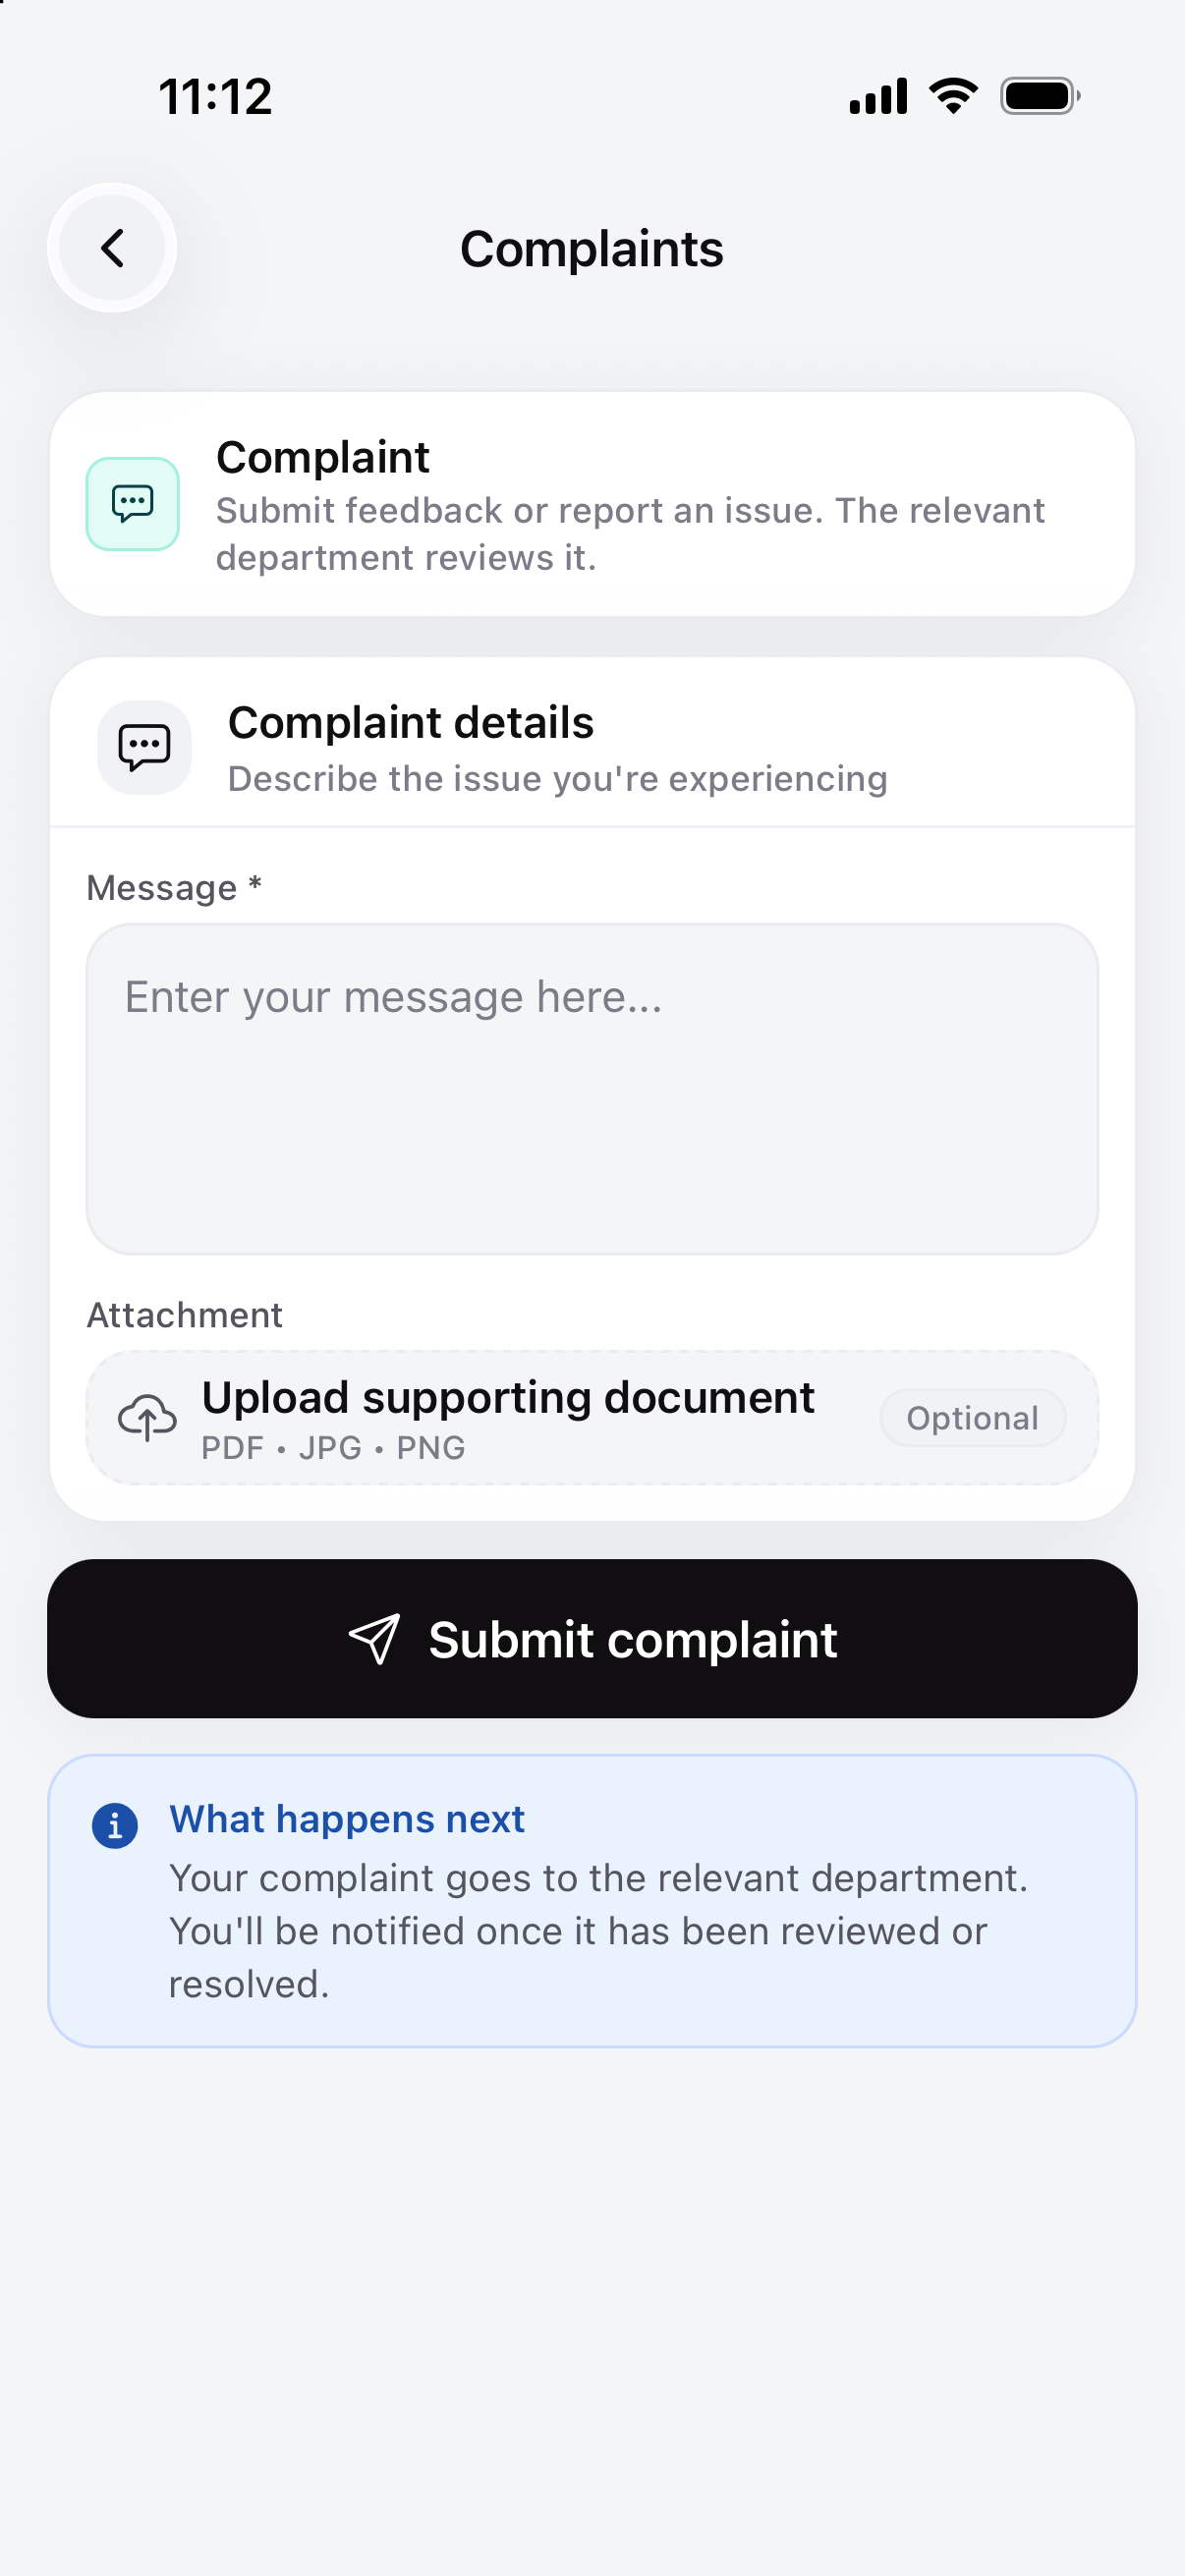 11:12
Complaints
Complaint
Submit feedback or report an issue. The relevant
department reviews it.
Complaint details
Describe the issue you're experiencing
Message *
Enter your message here...
Attachment
Upload supporting document
PDF • JPG • PNG
Optional
Submit complaint
What happens next
Your complaint goes to the relevant department.
You'll be notified once it has been reviewed or
resolved.